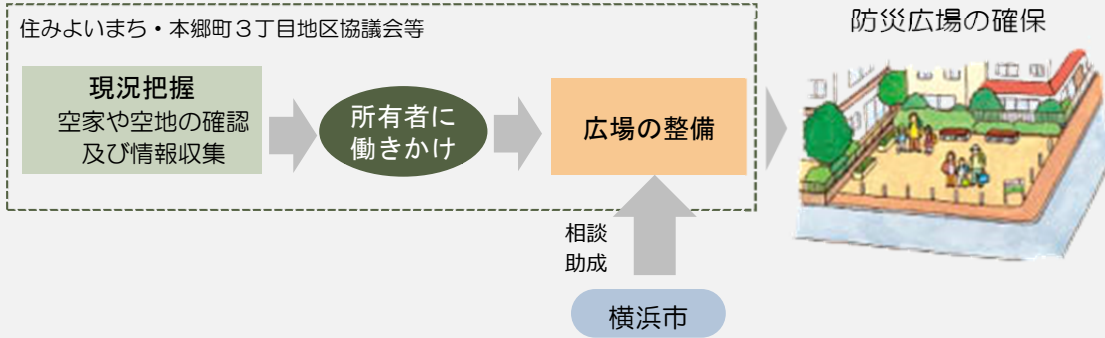 住みよいまち・本郷町３丁目地区協議会等
防災広場の確保
現況把握
空家や空地の確認
及び情報収集
所有者に
働きかけ
広場の整備
相談
助成
横浜市